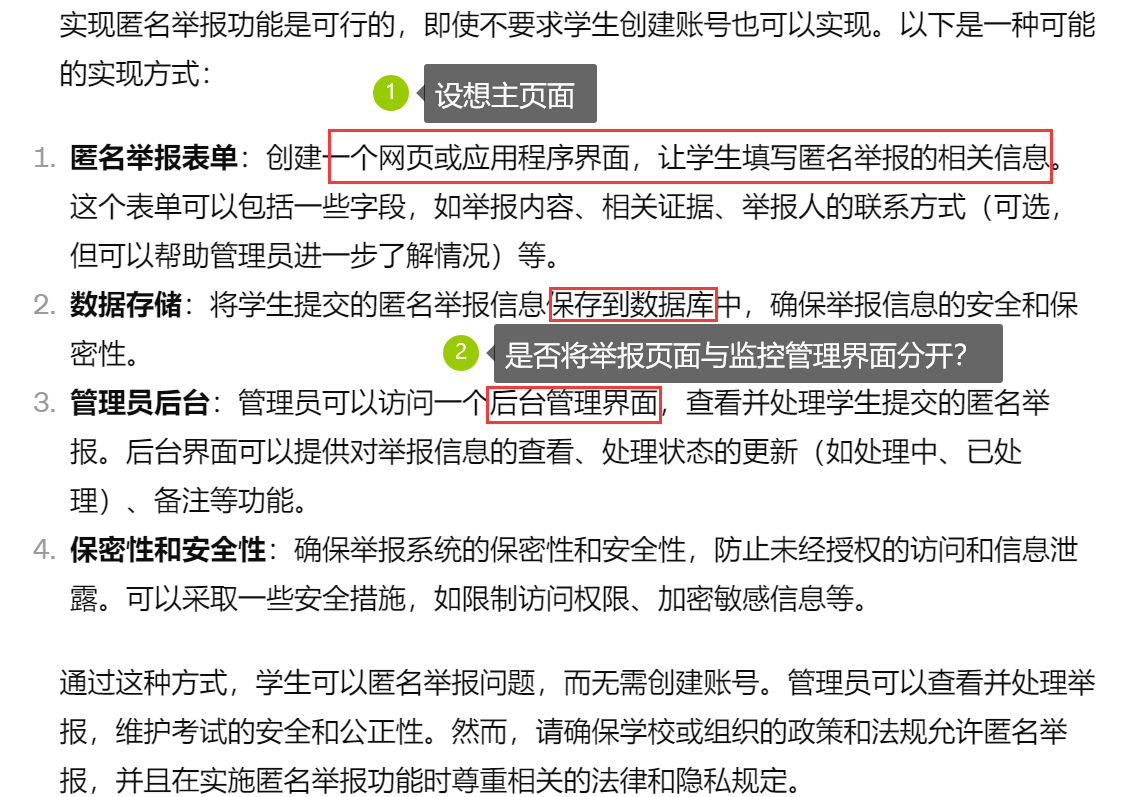 实现匿名举报功能是可行的，即使不要求学生创建账号也可以实现。以下是一种可能
的实现方式：
1 设想主页面
1. 匿名举报表单：创建一个网页或应用程序界面，让学生填写匿名举报的相关信息。
这个表单可以包括一些字段，如举报内容、相关证据、举报人的联系方式（可选，
但可以帮助管理员进一步了解情况）等。
2. 数据存储：将学生提交的匿名举报信息保存到数据库中，确保举报信息的安全和保
密性。
2 是否将举报页面与监控管理界面分开？
3. 管理员后台：管理员可以访问一个后台管理界面，查看并处理学生提交的匿名举
报。后台界面可以提供对举报信息的查看、处理状态的更新（如处理中、已处
理）、备注等功能。
4. 保密性和安全性：确保举报系统的保密性和安全性，防止未经授权的访问和信息泄
露。可以采取一些安全措施，如限制访问权限、加密敏感信息等。
通过这种方式，学生可以匿名举报问题，而无需创建账号。管理员可以查看并处理举
报，维护考试的安全和公正性。然而，请确保学校或组织的政策和法规允许匿名举
报，并且在实施匿名举报功能时尊重相关的法律和隐私规定。